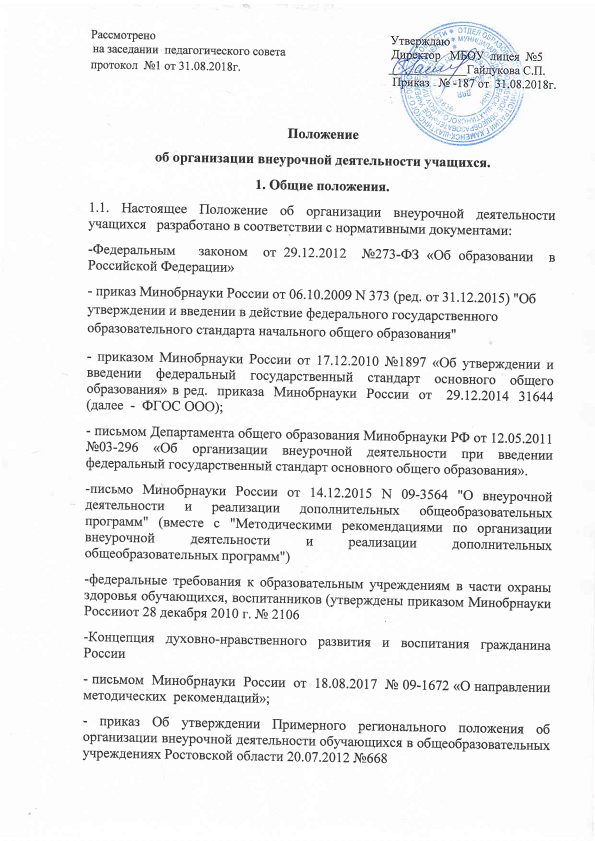 Рассмотрено
на заседании педагогического совета
протокол №1 от 31.08.2018г.
Утверждаю
Директор МБОУ лицея №5
Гайдукова С.П.
Приказ № -187 от 31.08.2018г.
Положение
об организации внеурочной деятельности учащихся.
1. Общие положения.
1.1. Настоящее Положение об организации внеурочной деятельности
учащихся разработано в соответствии с нормативными документами:
-Федеральным законом от 29.12.2012 №273-ФЗ «Об образовании в
Российской Федерации»
- приказ Минобрнауки России от 06.10.2009 N 373 (ред. от 31.12.2015) "Об
утверждении и введении в действие федерального государственного
образовательного стандарта начального общего образования"
- приказом Минобрнауки России от 17.12.2010 №1897 «Об утверждении и
введении федеральный государственный стандарт основного общего
образования» в ред. приказа Минобрнауки России от 29.12.2014 31644
(далее - ФГОС ООО);
- письмом Департамента общего образования Минобрнауки РФ от 12.05.2011
№03-296 «Об организации внеурочной деятельности при введении
федеральный государственный стандарт основного общего образования».
-письмо Минобрнауки России от 14.12.2015 N 09-3564 "О внеурочной
деятельности и реализации дополнительных общеобразовательных
программ" (вместе с "Методическими рекомендациями по организации
внеурочной деятельности и реализации дополнительных
общеобразовательных программ")
-федеральные требования к образовательным учреждениям в части охраны
здоровья обучающихся, воспитанников (утверждены приказом Минобрнауки
Россииот 28 декабря 2010 г. № 2106
-Концепция духовно-нравственного развития и воспитания гражданина
России
- письмом Минобрнауки России от 18.08.2017 № 09-1672 «О направлении
методических рекомендаций»;
- приказ Об утверждении Примерного регионального положения об
организации внеурочной деятельности обучающихся в общеобразовательных
учреждениях Ростовской области 20.07.2012 №668